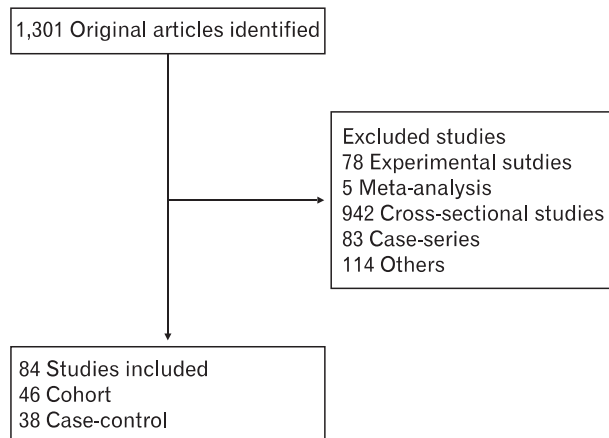 1,301 Original articles identified
Excluded studies
78 Experimental sutdies
5 Meta-analysis
942 Cross-sectional studies
83 Case-series
114 Others
84 Studies included
46 Cohort
38 Case-control